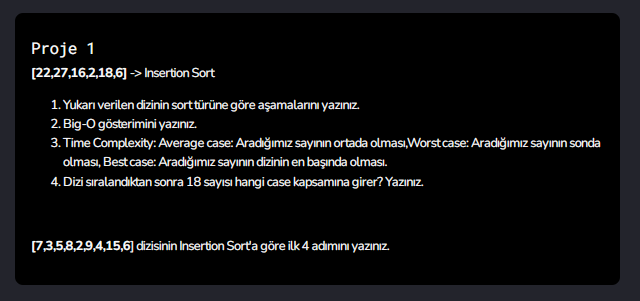 Proje 1
[22,27,16,2,18,6] -> Insertion Sort
1. Yukarı verilen dizinin sort türüne göre aşamalarını yazınız.
2. Big-O gösterimini yazınız.
3. Time Complexity: Average case: Aradığımız sayının ortada olması,Worst case: Aradığımız sayının sonda
olması, Best case: Aradığımız sayının dizinin en başında olması.
4. Dizi sıralandıktan sonra 18 sayısı hangi case kapsamına girer? Yazınız.
[7,3,5,8,2,9,4,15,6] dizisinin Insertion Sort'a göre ilk 4 adımını yazınız.